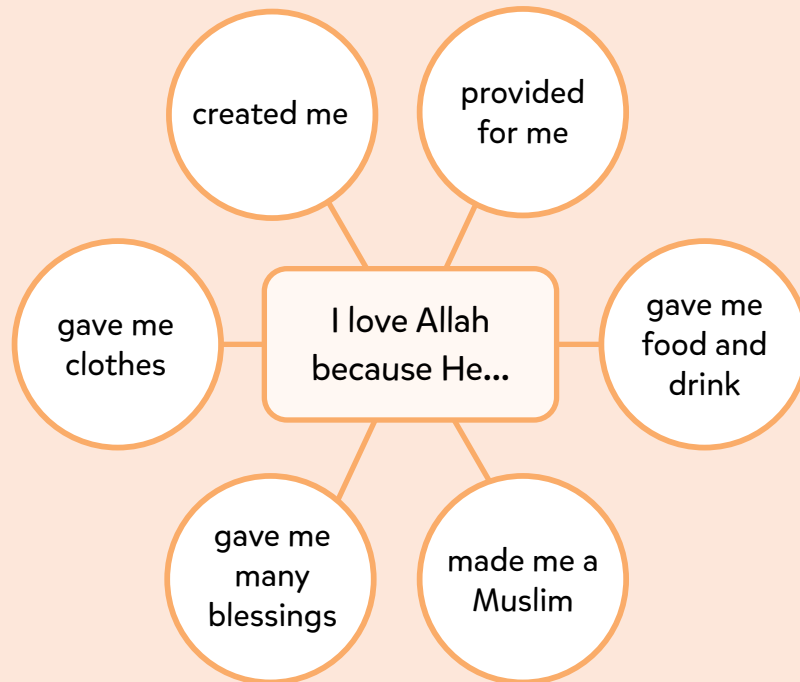 created me
provided
for me
I love Allah
because He...
gave me
clothes
gave me
food and
drink
gave me
many
blessings
made me a
Muslim